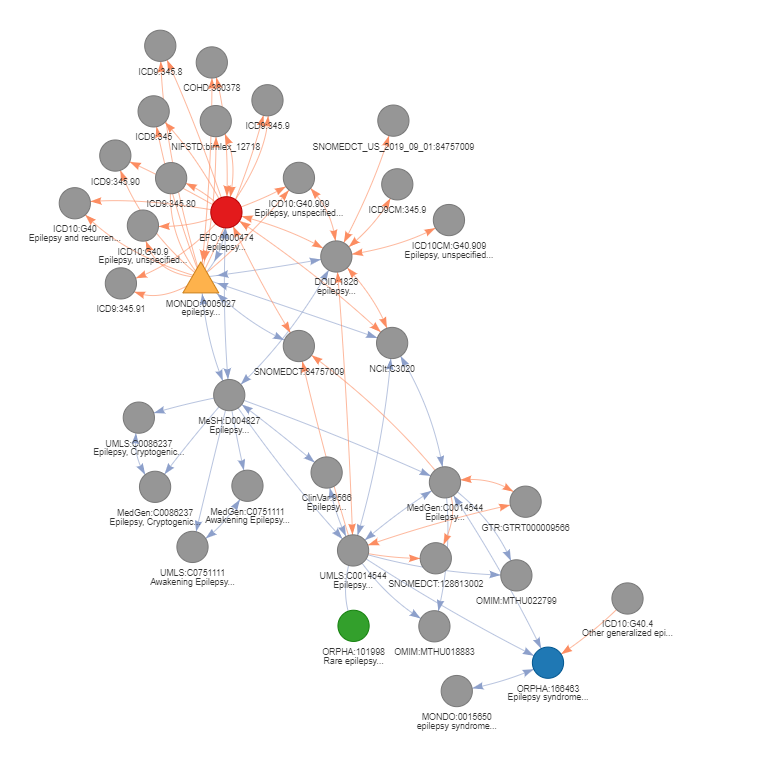 ICD9:345.8
COHD:380378
ICD9:345
ICD9:345.9
NIFSTD:birnlex_12718
SNOMEDCT_US_2019_09_01:84757009
ICD9:345.90
ICD9:345.80
ICD10:G40.909
Epilepsy, unspecified...
ICD9CM:345.9
ICD10:G40
Epilepsy and recurren...
ICD10:G40.9
Epilepsy, unspecified...
EFO:0000474
epilepsy...
ICD10CM:G40.909
Epilepsy, unspecified...
DOID:1826
epilepsy...
ICD9:345.91
MONDO:0005027
epilepsy...
SNOMEDCT:84757009
NCIt:C3020
MeSH:D004827
Epilepsy...
UMLS:C0086237
Epilepsy, Cryptogenic...
MedGen:C0086237
Epilepsy, Cryptogenic...
MedGen:C0751111
Awakening Epilepsy...
ClinVar:9566
Epilepsy...
MedGen:C0014544
Epilepsy...
GTR:GTRT000009566
UMLS:C0751111
Awakening Epilepsy...
UMLS:C0014544
Epilepsy...
SNOMEDCT:128613002
OMIM:MTHU022799
ORPHA:101998
Rare epilepsy...
OMIM:MTHU018883
ICD10:G40.4
Other generalized epi...
ORPHA:166463
Epilepsy syndrome...
MONDO:0015650
epilepsy syndrome...